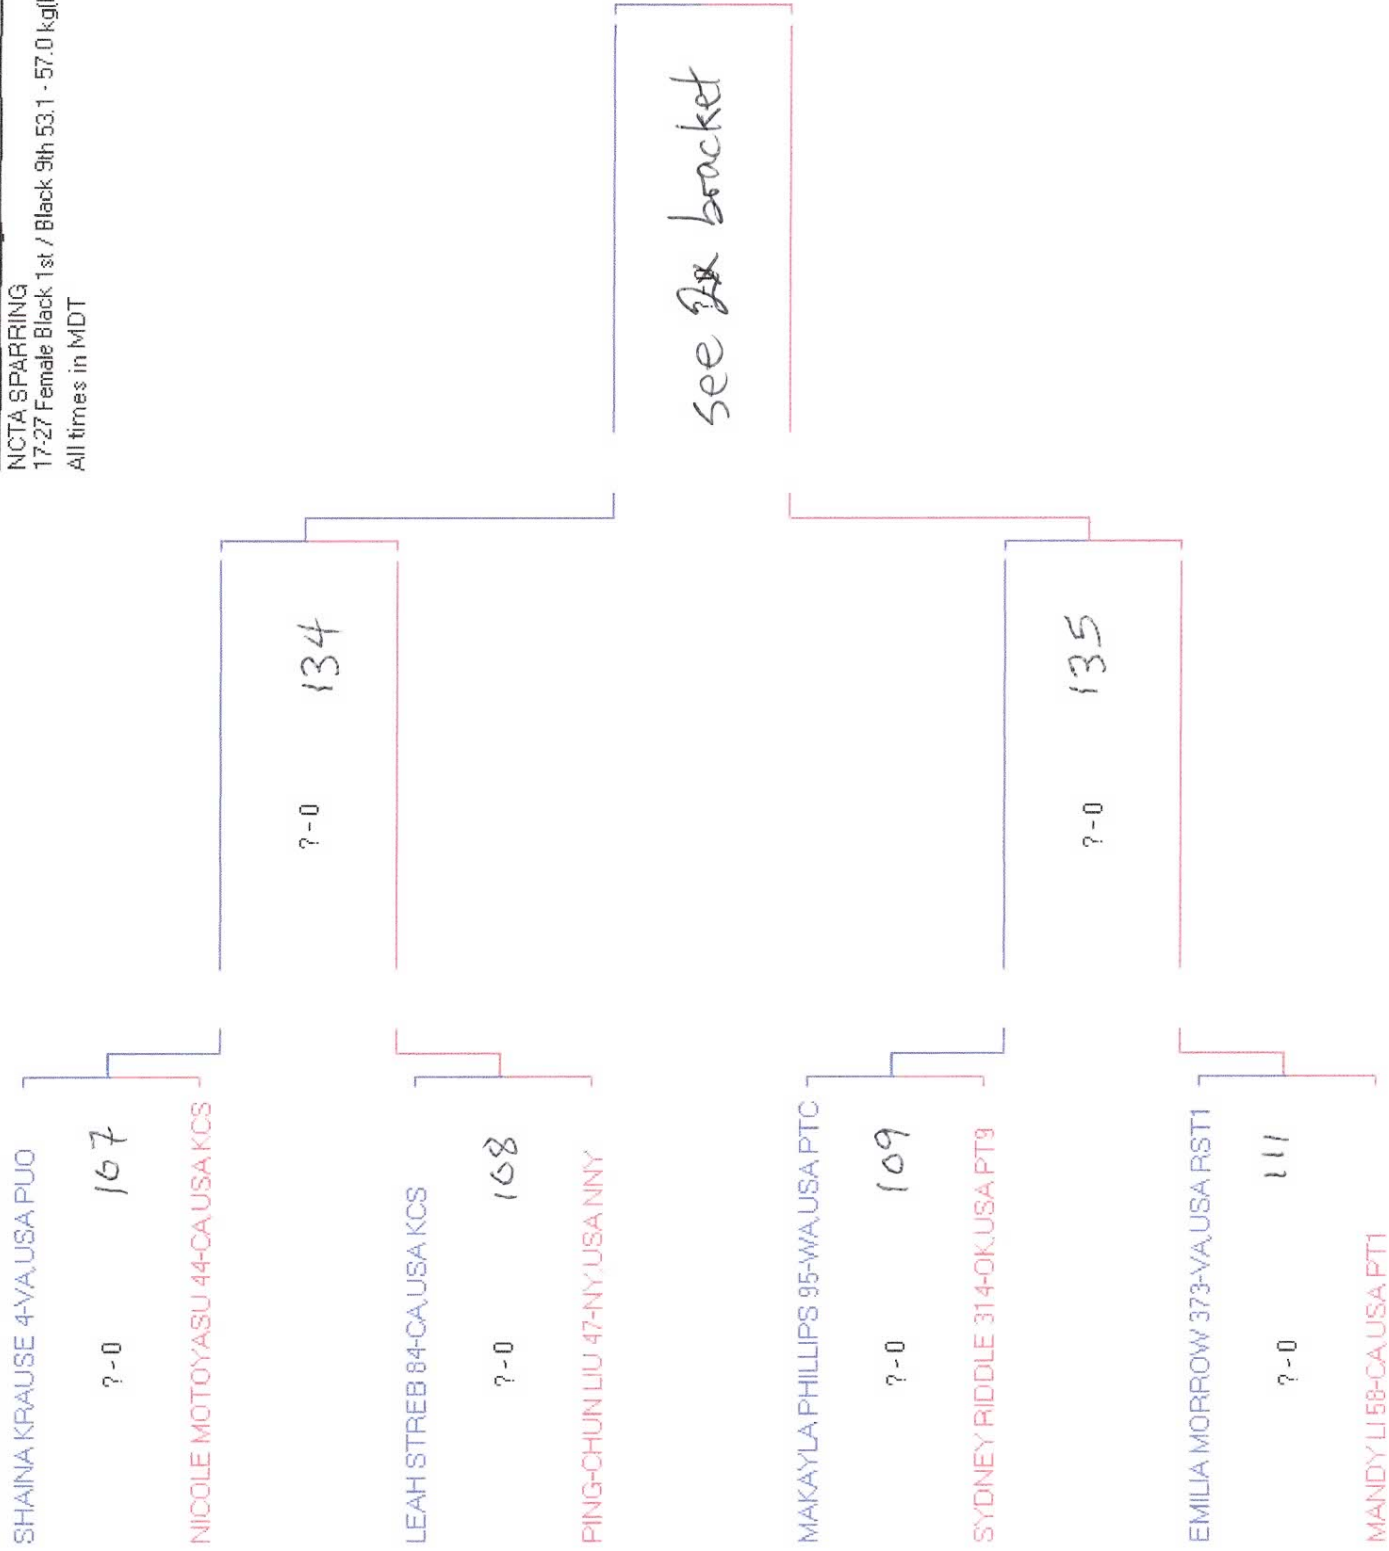 NCTA SPARRING
17-27 Female Black 1st / Black 9th 53.1 - 57.0 kg
All times in MDT
SHAINA KRAUSE 4-VA,USA PUO
?-0 107
NICOLE MOTOYASU 44-CA,USA KCS
?-0 134
LEAH STREB 84-CA,USA KCS
?-0 108
PING-CHUN LIU 47-NY,USA NNY
see bracket
MAKAYLA PHILLIPS 95-WA,USA PTC
?-0 109
SYDNEY RIDDLE 314-OK,USA PT9
?-0 135
EMILIA MORROW 373-VA,USA RST1
?-0 111
MANDY LI 58-CA,USA PT1